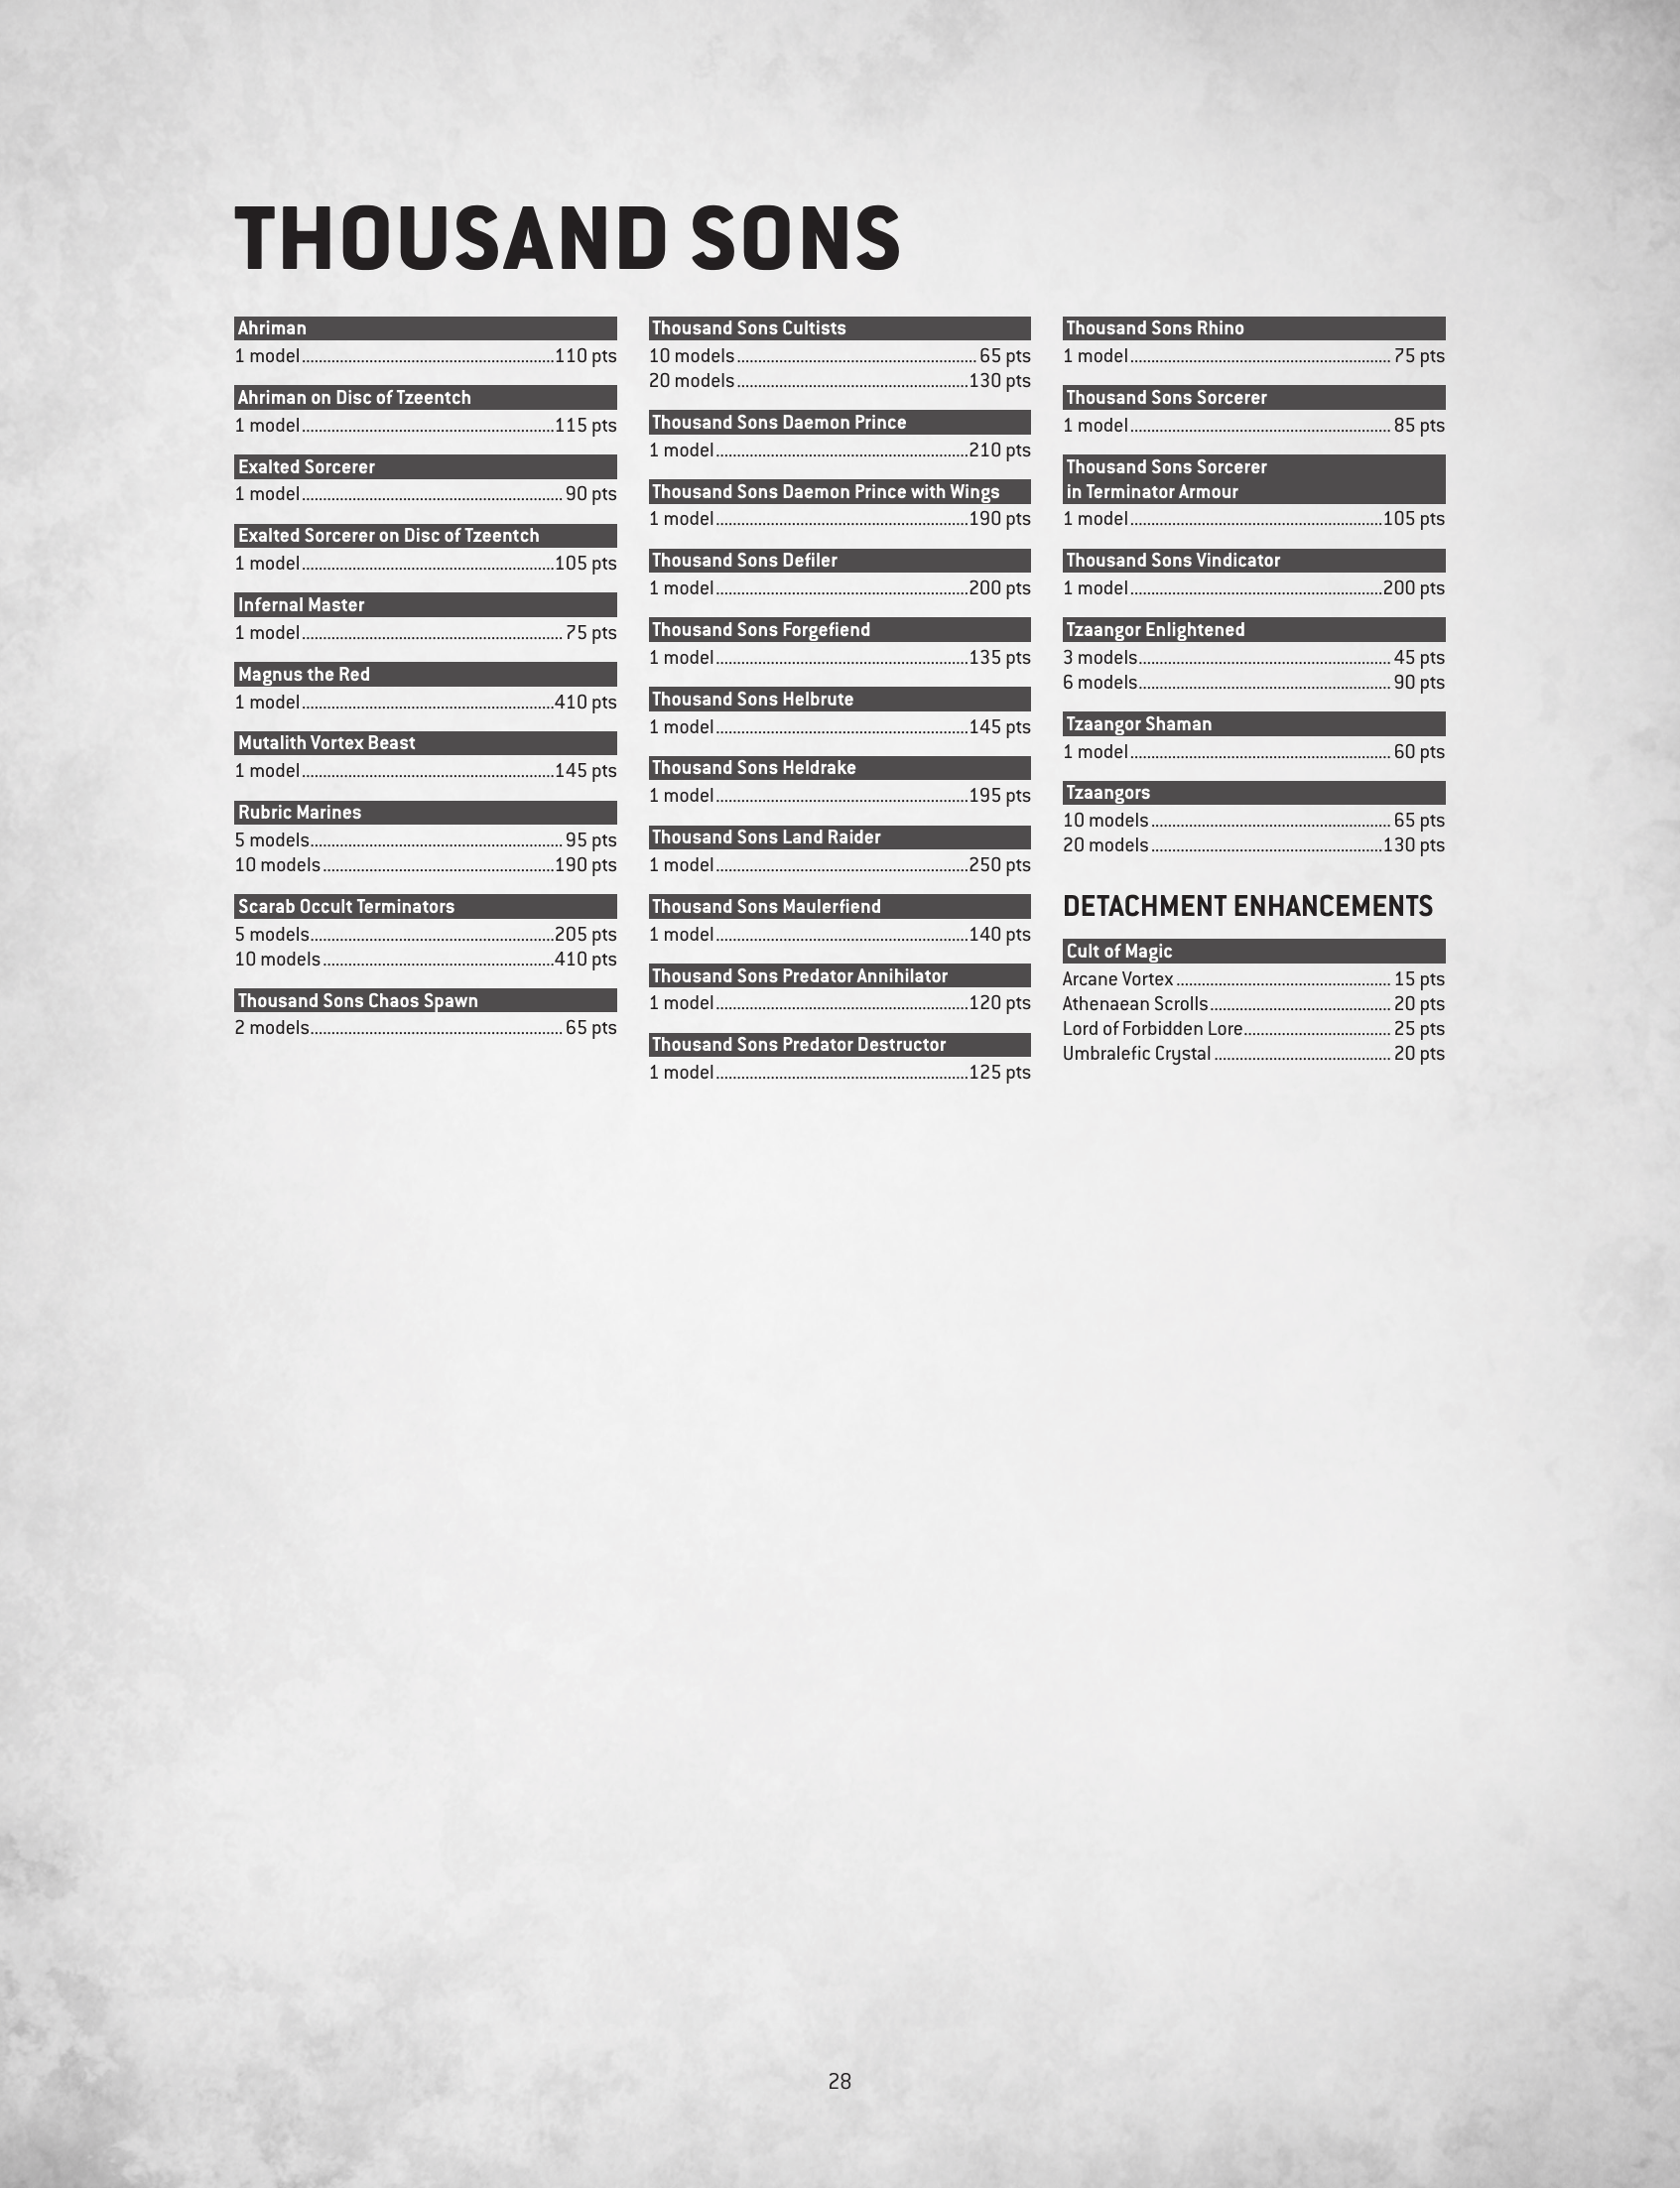 THOUSAND SONS
Ahriman
1 model 110 pts
Ahriman on Disc of Tzeentch
1 model 115 pts
Exalted Sorcerer
1 model 90 pts
Exalted Sorcerer on Disc of Tzeentch
1 model 105 pts
Infernal Master
1 model 75 pts
Magnus the Red
1 model 410 pts
Mutalith Vortex Beast
1 model 145 pts
Rubric Marines
5 models 95 pts
10 models 190 pts
Scarab Occult Terminators
5 models 205 pts
10 models 410 pts
Thousand Sons Chaos Spawn
2 models 65 pts
Thousand Sons Cultists
10 models 65 pts
20 models 130 pts
Thousand Sons Daemon Prince
1 model 210 pts
Thousand Sons Daemon Prince with Wings
1 model 190 pts
Thousand Sons Defiler
1 model 200 pts
Thousand Sons Forgefiend
1 model 135 pts
Thousand Sons Helbrute
1 model 145 pts
Thousand Sons Heldrake
1 model 195 pts
Thousand Sons Land Raider
1 model 250 pts
Thousand Sons Maulerfiend
1 model 140 pts
Thousand Sons Predator Annihilator
1 model 120 pts
Thousand Sons Predator Destructor
1 model 125 pts
Thousand Sons Rhino
1 model 75 pts
Thousand Sons Sorcerer
1 model 85 pts
Thousand Sons Sorcerer
in Terminator Armour
1 model 105 pts
Thousand Sons Vindicator
1 model 200 pts
Tzaangor Enlightened
3 models 45 pts
6 models 90 pts
Tzaangor Shaman
1 model 60 pts
Tzaangors
10 models 65 pts
20 models 130 pts
DETACHMENT ENHANCEMENTS
Cult of Magic
Arcane Vortex 15 pts
Athenaean Scrolls 20 pts
Lord of Forbidden Lore 25 pts
Umbralefic Crystal 20 pts
28